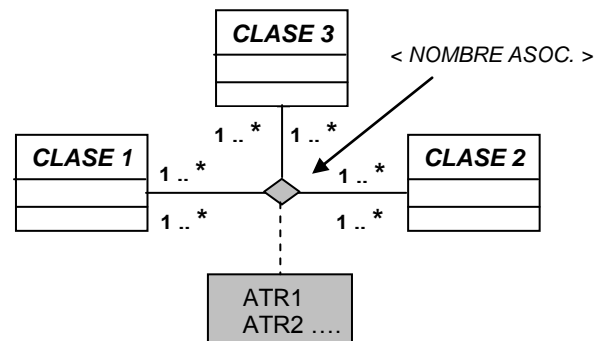 CLASE 3
< NOMBRE ASOC. >
1 .. * 1 .. *
CLASE 1
1 .. *
1 .. *
CLASE 2
1 .. *
1 .. *
ATR1
ATR2 ....